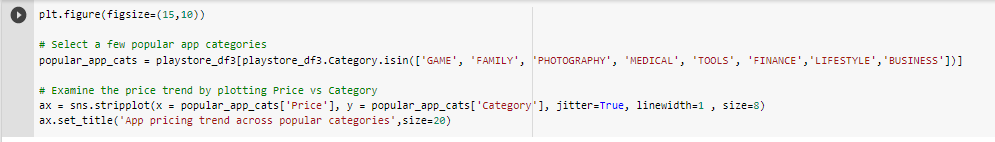 plt.figure(figsize=(15,10))
# Select a few popular app categories
popular_app_cats = playstore_df3[playstore_df3.Category.isin(['GAME', 'FAMILY', 'PHOTOGRAPHY', 'MEDICAL', 'TOOLS', 'FINANCE','LIFESTYLE','BUSINESS'])]
# Examine the price trend by plotting Price vs Category
ax = sns.stripplot(x = popular_app_cats['Price'], y = popular_app_cats['Category'], jitter=True, linewidth=1 , size=8)
ax.set_title('App pricing trend across popular categories',size=20)